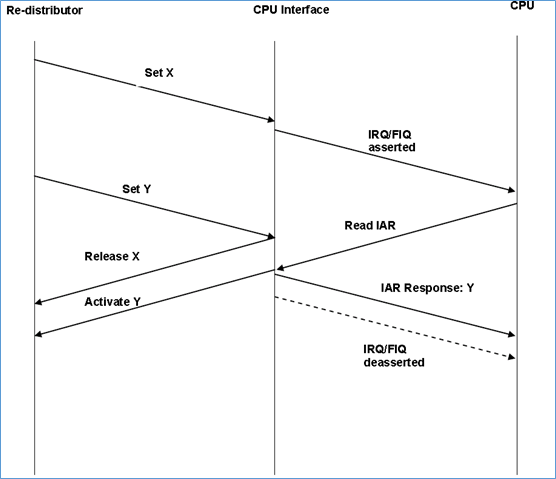 Re-distributor
CPU Interface
CPU
Set X
IRQ/FIQ
asserted
Set Y
Read IAR
Release X
IAR Response: Y
Activate Y
IRQ/FIQ
deasserted